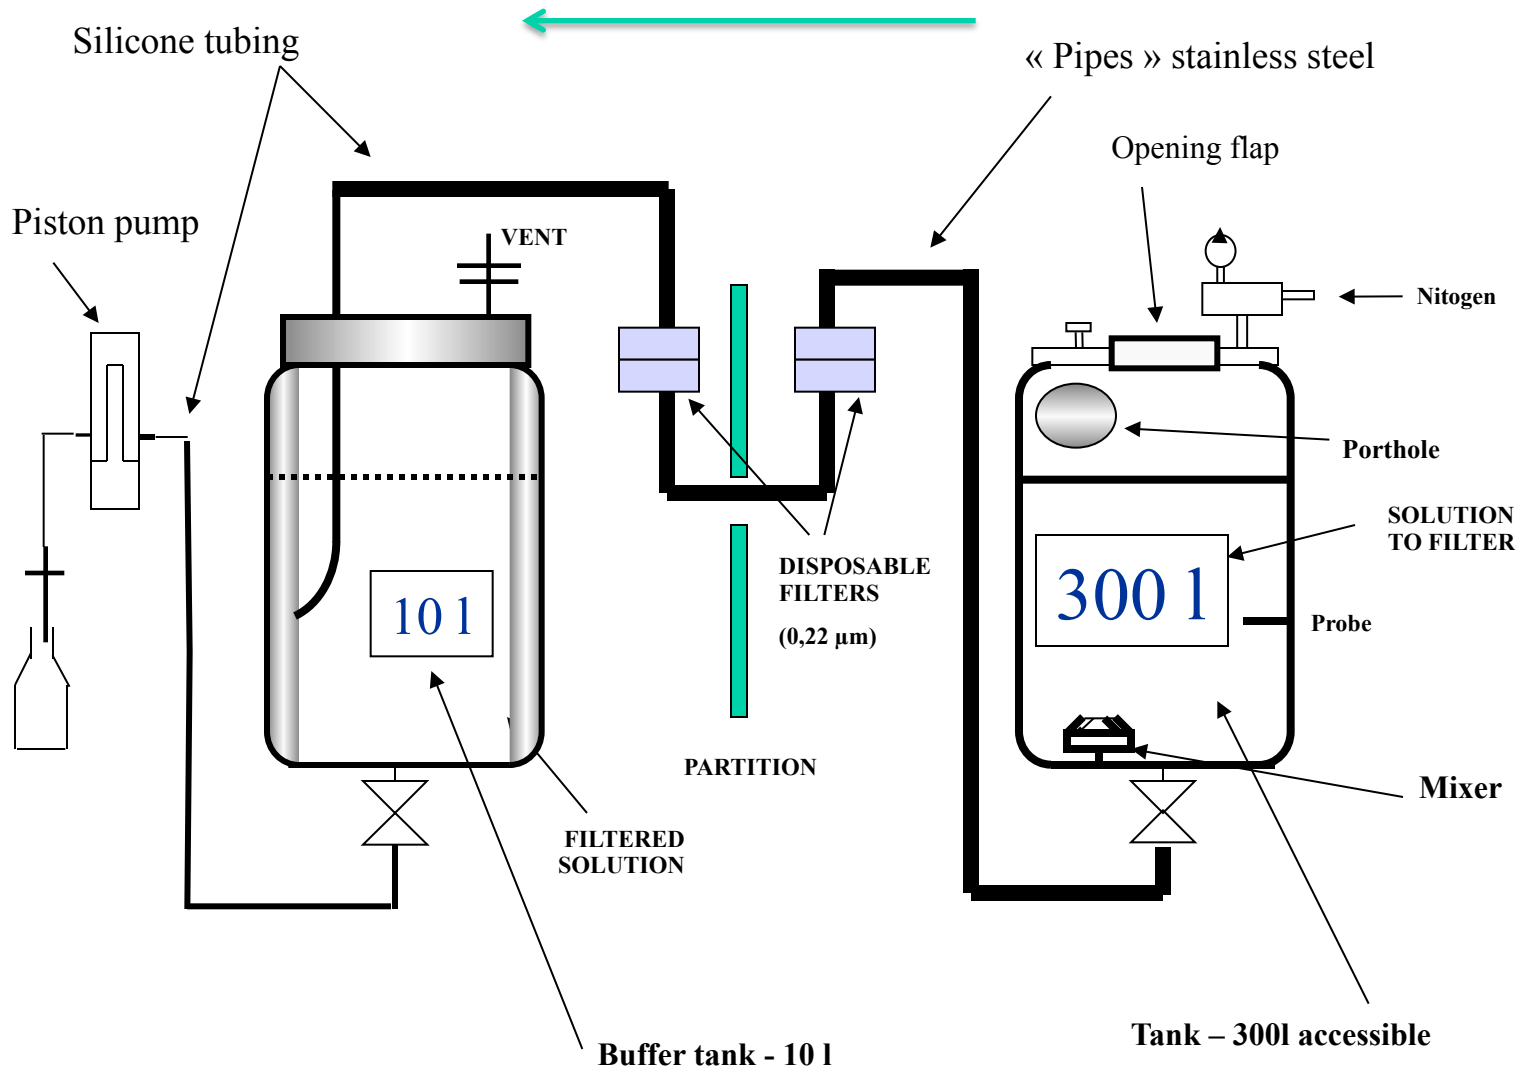 Silicone tubing
« Pipes » stainless steel
Opening flap
Piston pump
VENT
Nitogen
Porthole
SOLUTION
TO FILTER
300 l
10 l
DISPOSABLE
FILTERS
(0,22 µm)
Probe
PARTITION
Mixer
FILTERED
SOLUTION
Tank – 300l accessible
Buffer tank - 10 l